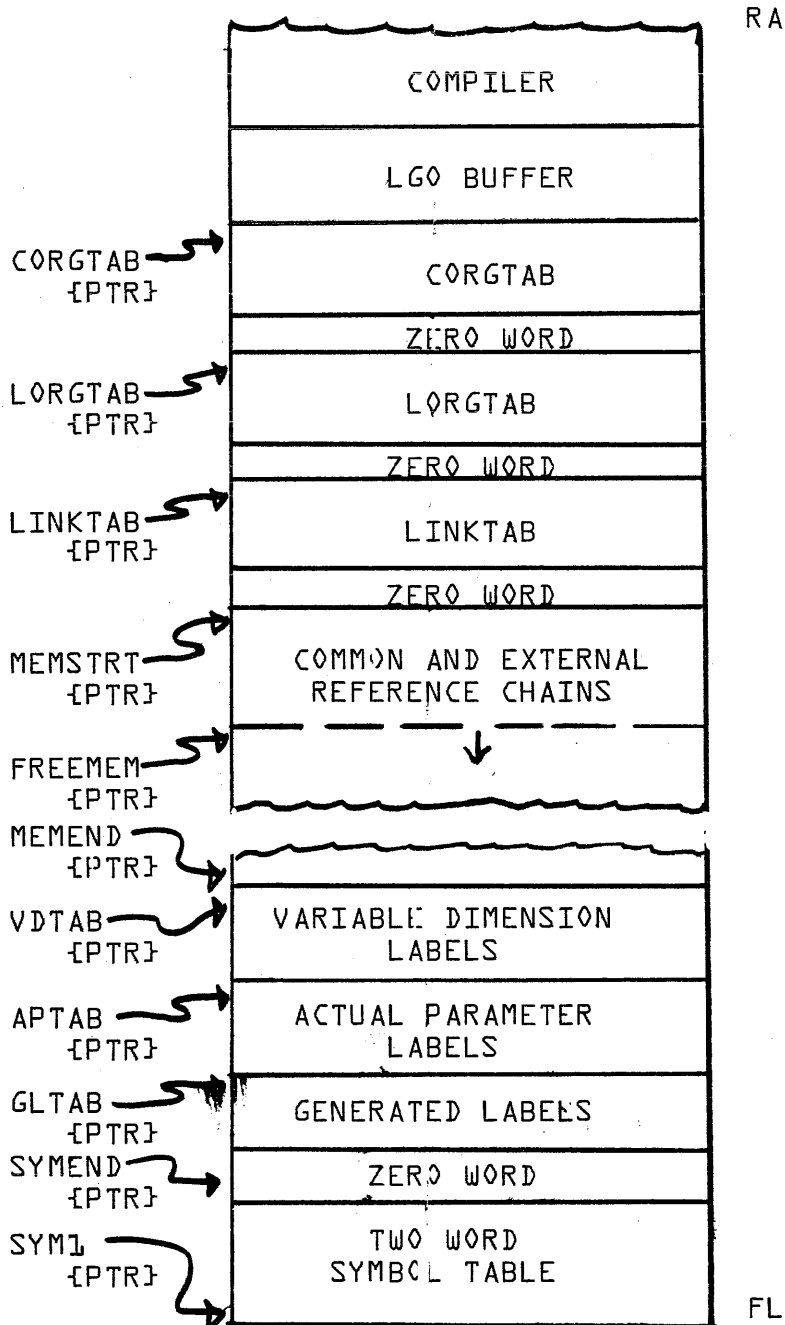 RA
COMPILER
LGO BUFFER
CORGTAB
{PTR}
CORGTAB
ZERO WORD
LORGTAB
{PTR}
LORGTAB
ZERO WORD
LINKTAB
{PTR}
LINKTAB
ZERO WORD
MEMSTRT
{PTR}
COMMON AND EXTERNAL
REFERENCE CHAINS
FREEMEM
{PTR}
MEMEND
{PTR}
VDTAB
{PTR}
VARIABLE DIMENSION
LABELS
APTAB
{PTR}
ACTUAL PARAMETER
LABELS
GLTAB
{PTR}
GENERATED LABELS
SYMEND
{PTR}
ZERO WORD
SYM1
{PTR}
TWO WORD
SYMBOL TABLE
FL